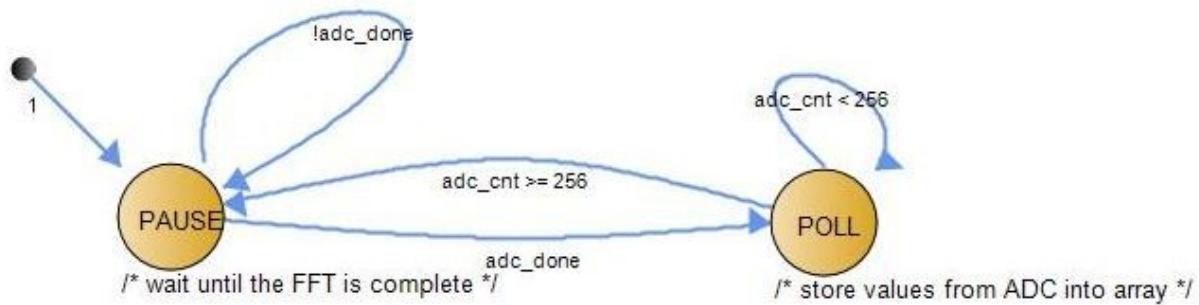 !adc_done
1
adc_cnt < 256
adc_cnt >= 256
PAUSE
POLL
adc_done
/* wait until the FFT is complete */
/* store values from ADC into array */